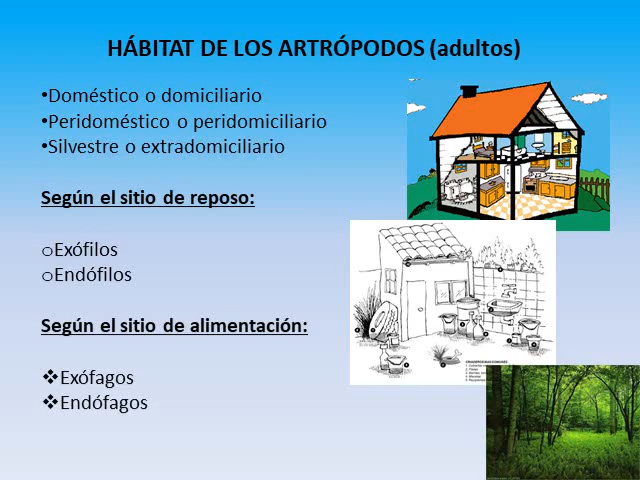 HÁBITAT DE LOS ARTRÓPODOS (adultos)
•Doméstico o domiciliario
•Peridoméstico o peridomiciliario
•Silvestre o extradomiciliario
Según el sitio de reposo:
oExófilos
oEndófilos
Según el sitio de alimentación:
❖Exófagos
❖Endófagos